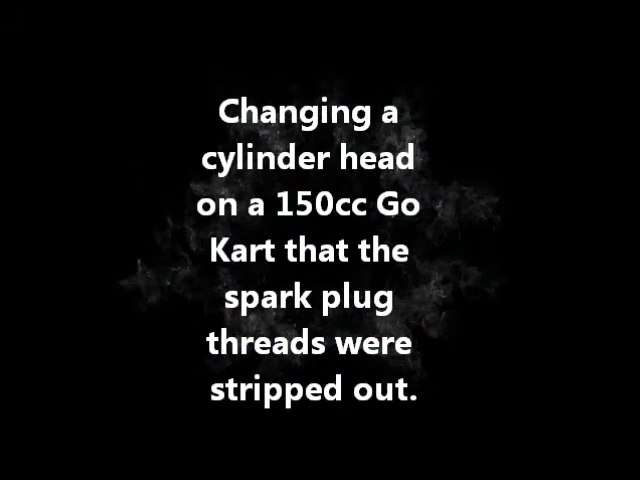 Changing a
cylinder head
on a 150cc Go
Kart that the
spark plug
threads were
stripped out.